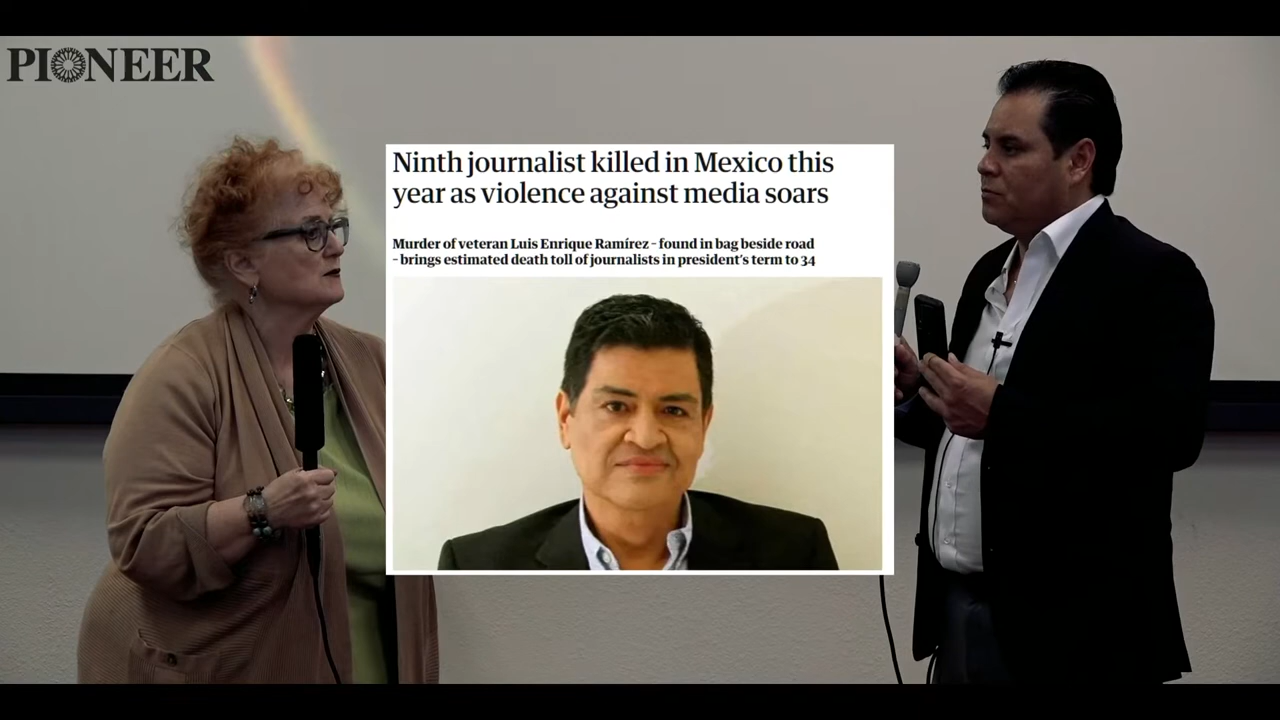 PIONEER
Ninth journalist killed in Mexico this
year as violence against media soars
Murder of veteran Luis Enrique Ramírez – found in bag beside road
– brings estimated death toll of journalists in president's term to 34